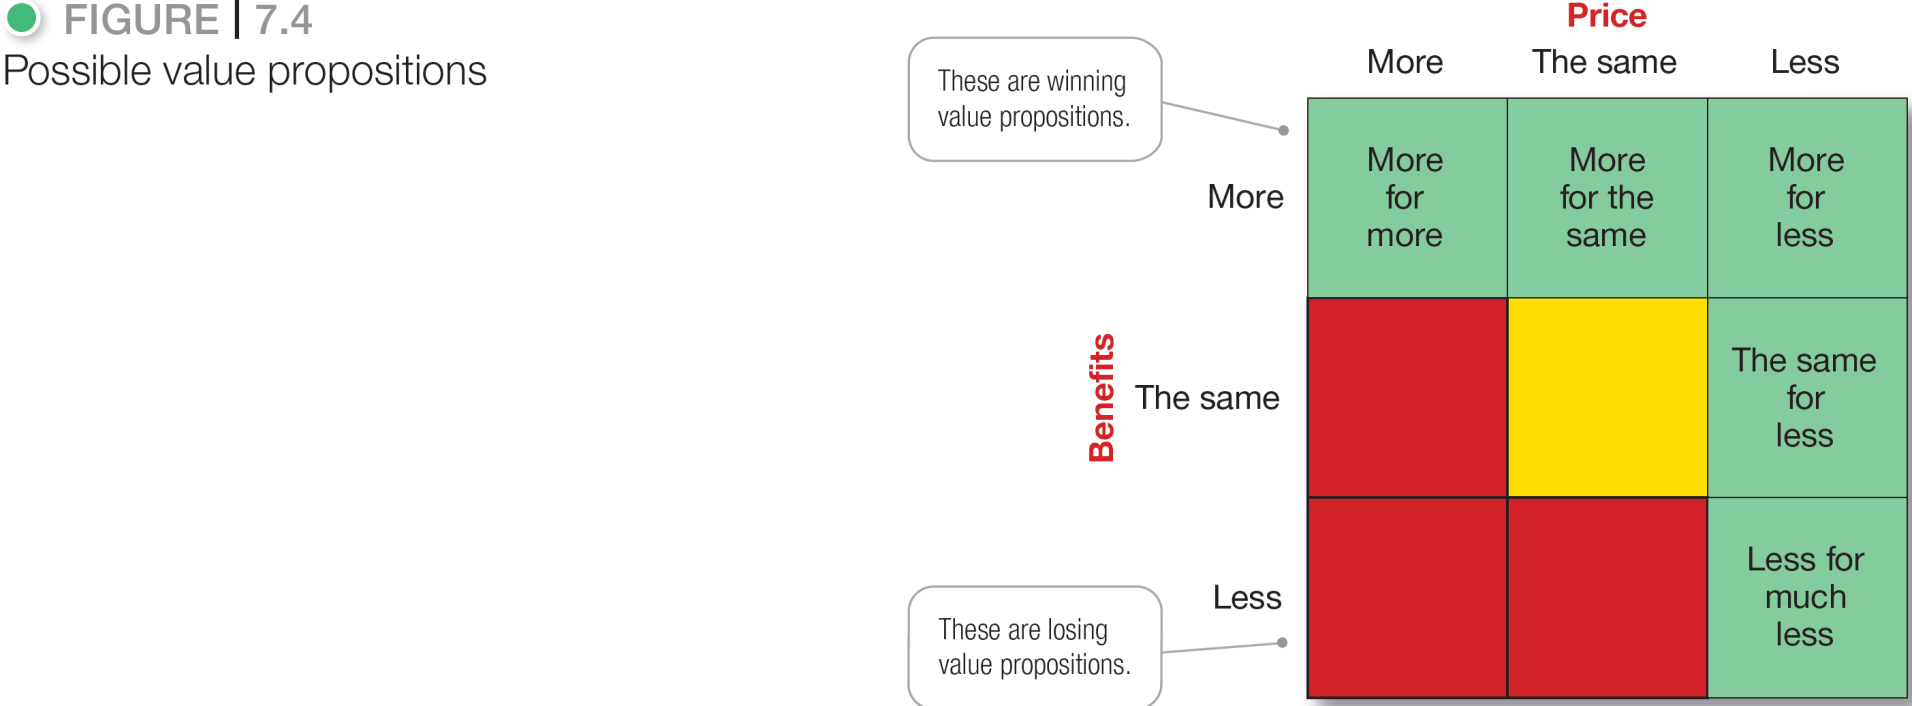 FIGURE | 7.4
Possible value propositions
Price
More The same Less
These are winning
value propositions.
More
More
for
more
More
for the
same
More
for
less
Benefits
The same
The same
for
less
Less
These are losing
value propositions.
Less for
much
less